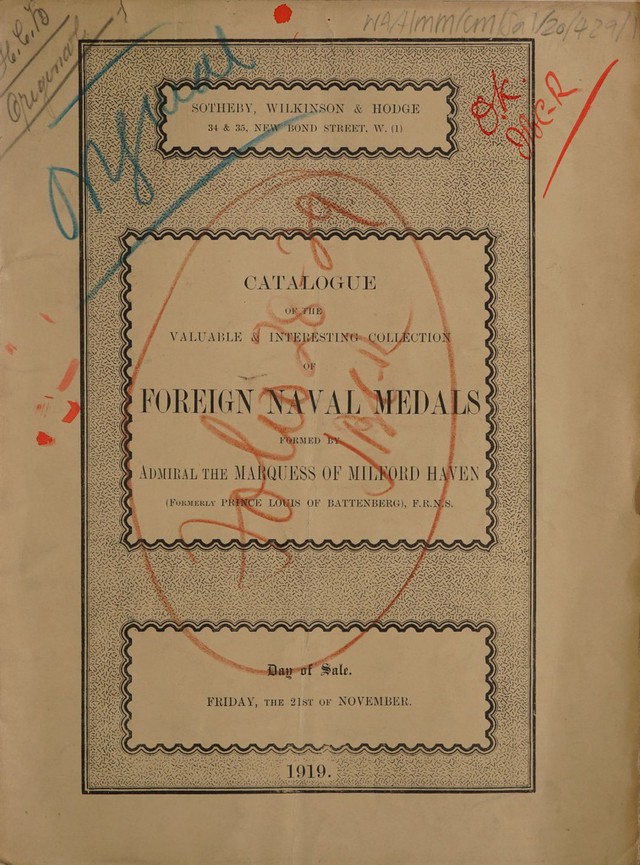 Original
O.K.
SOTHEBY, WILKINSON & HODGE
34 & 35, NEW BOND STREET, W. (1)
CATALOGUE
OF THE
VALUABLE & INTERESTING COLLECTION
OF
FOREIGN NAVAL MEDALS
FORMED BY
ADMIRAL THE MARQUESS OF MILFORD HAVEN
(FORMERLY PRINCE LOUIS OF BATTENBERG), F.R.N.S.
Day of Sale.
FRIDAY, THE 21ST OF NOVEMBER.
1919.